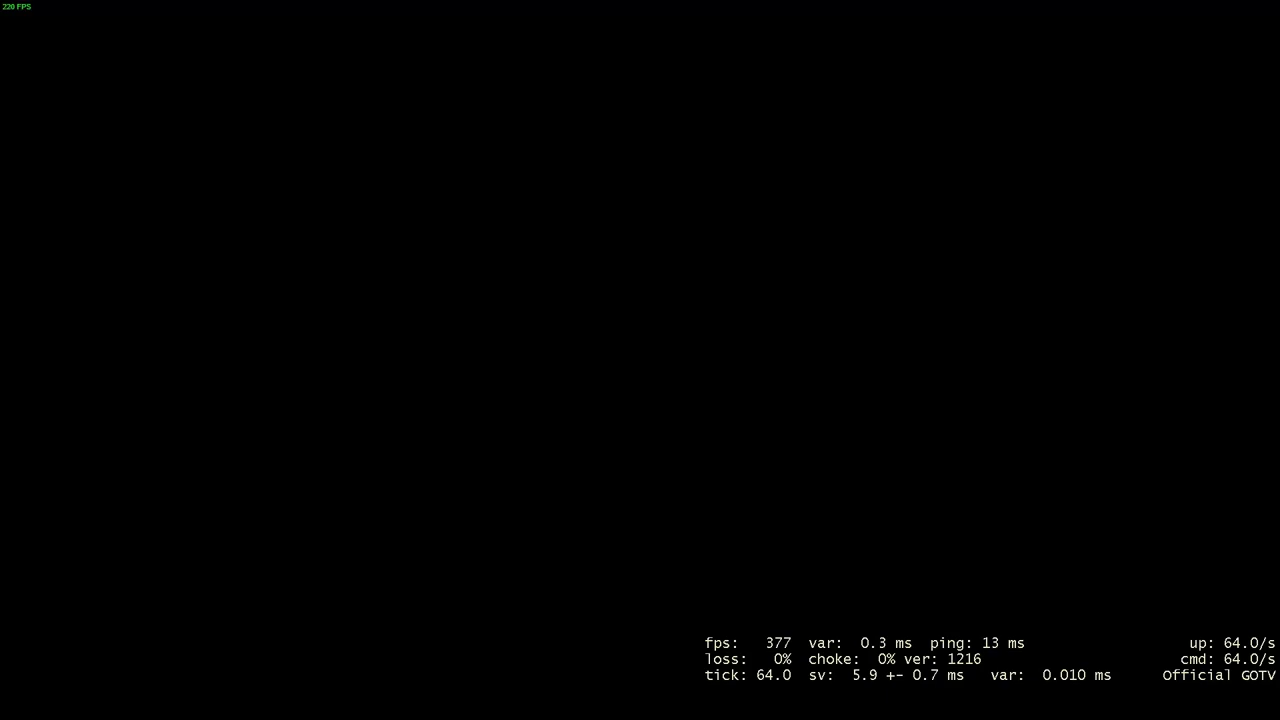 220 FPS
fps: 377 var: 0.3 ms ping: 13 ms up: 64.0/s
loss: 0% choke: 0% ver: 1216 cmd: 64.0/s
tick: 64.0 sv: 5.9 +- 0.7 ms var: 0.010 ms Official GOTV